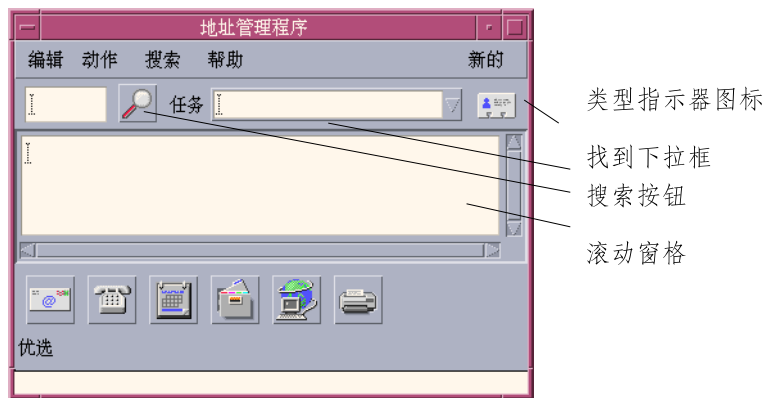 地址管理程序
编辑 动作 搜索 帮助 新的
任务
类型指示器图标
找到下拉框
搜索按钮
滚动窗格
@
优选